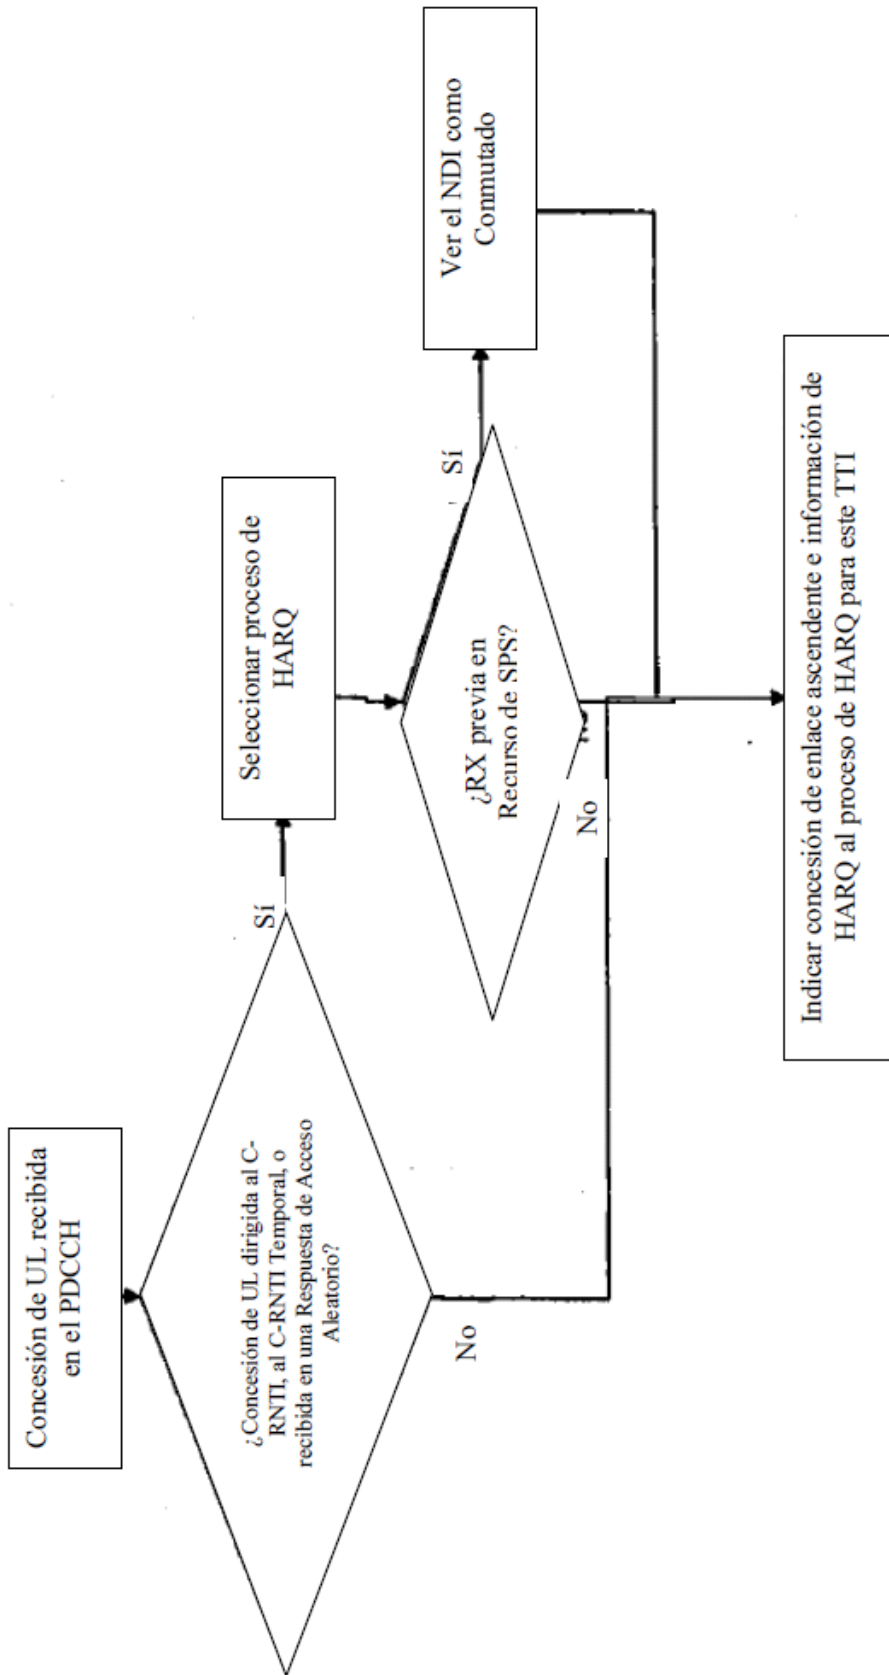 Concesión de UL recibida
en el PDCCH
¿Concesión de UL dirigida al C-
RNTI, al C-RNTI Temporal, o
recibida en una Respuesta de Acceso
Aleatorio?
Sí
No
Seleccionar proceso de
HARQ
¿RX previa en
Recurso de SPS?
Sí
No
Ver el NDI como
Conmutado
Indicar concesión de enlace ascendente e información de
HARQ al proceso de HARQ para este TTI